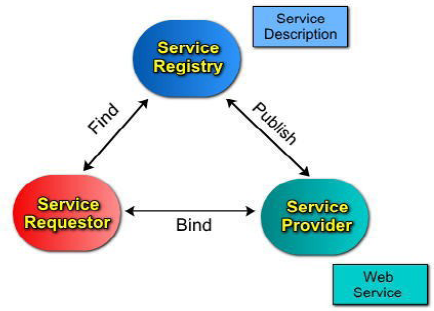 Service
Description
Service
Registry
Find
Publish
Service
Requestor
Bind
Service
Provider
Web
Service